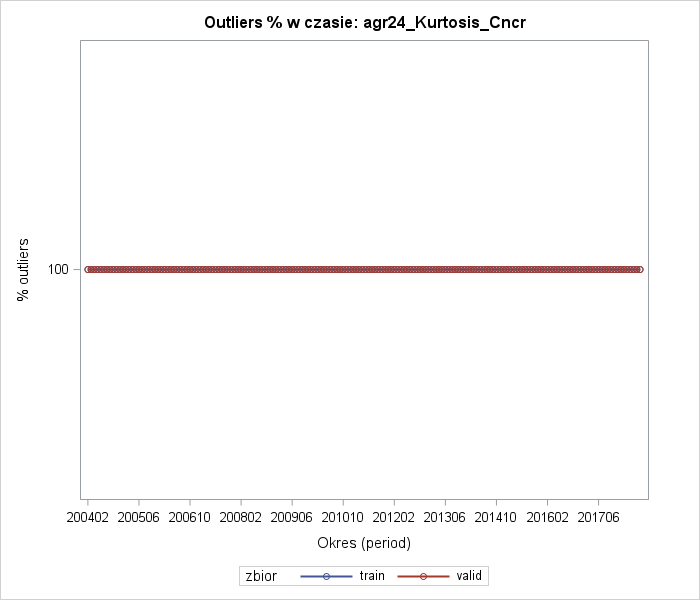 Outliers % w czasie: agr24_Kurtosis_Cncr
% outliers
100
200402 200506 200610 200802 200906 201010 201202 201306 201410 201602 201706
Okres (period)
zbior train valid